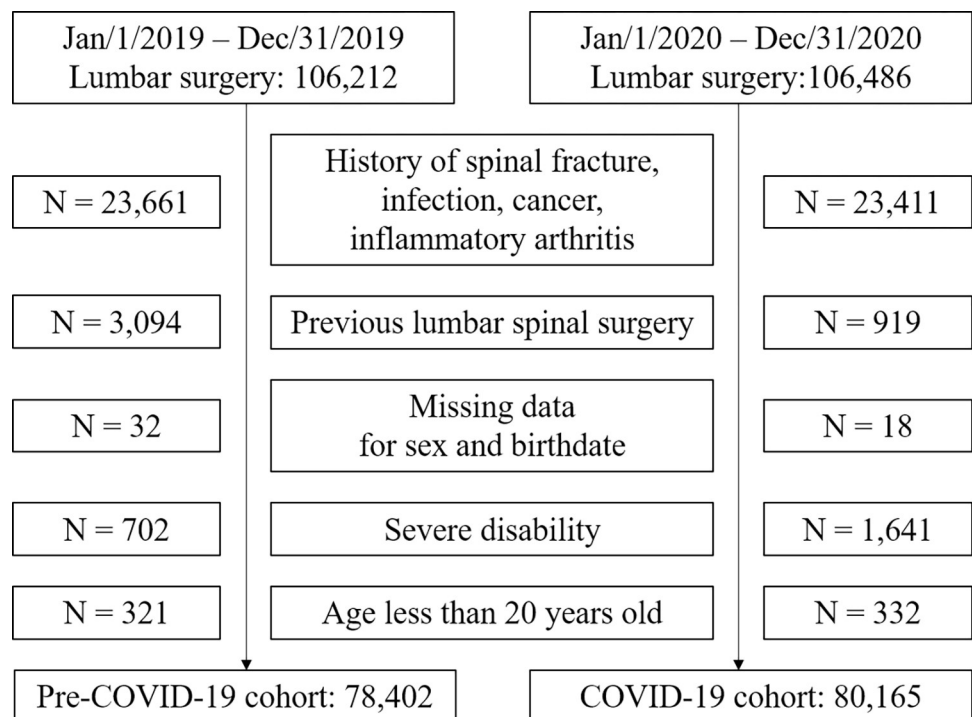 Jan/1/2019 – Dec/31/2019
Lumbar surgery: 106,212
Jan/1/2020 – Dec/31/2020
Lumbar surgery:106,486
N = 23,661
History of spinal fracture,
infection, cancer,
inflammatory arthritis
N = 23,411
N = 3,094
Previous lumbar spinal surgery
N = 919
N = 32
Missing data
for sex and birthdate
N = 18
N = 702
Severe disability
N = 1,641
N = 321
Age less than 20 years old
N = 332
Pre-COVID-19 cohort: 78,402
COVID-19 cohort: 80,165